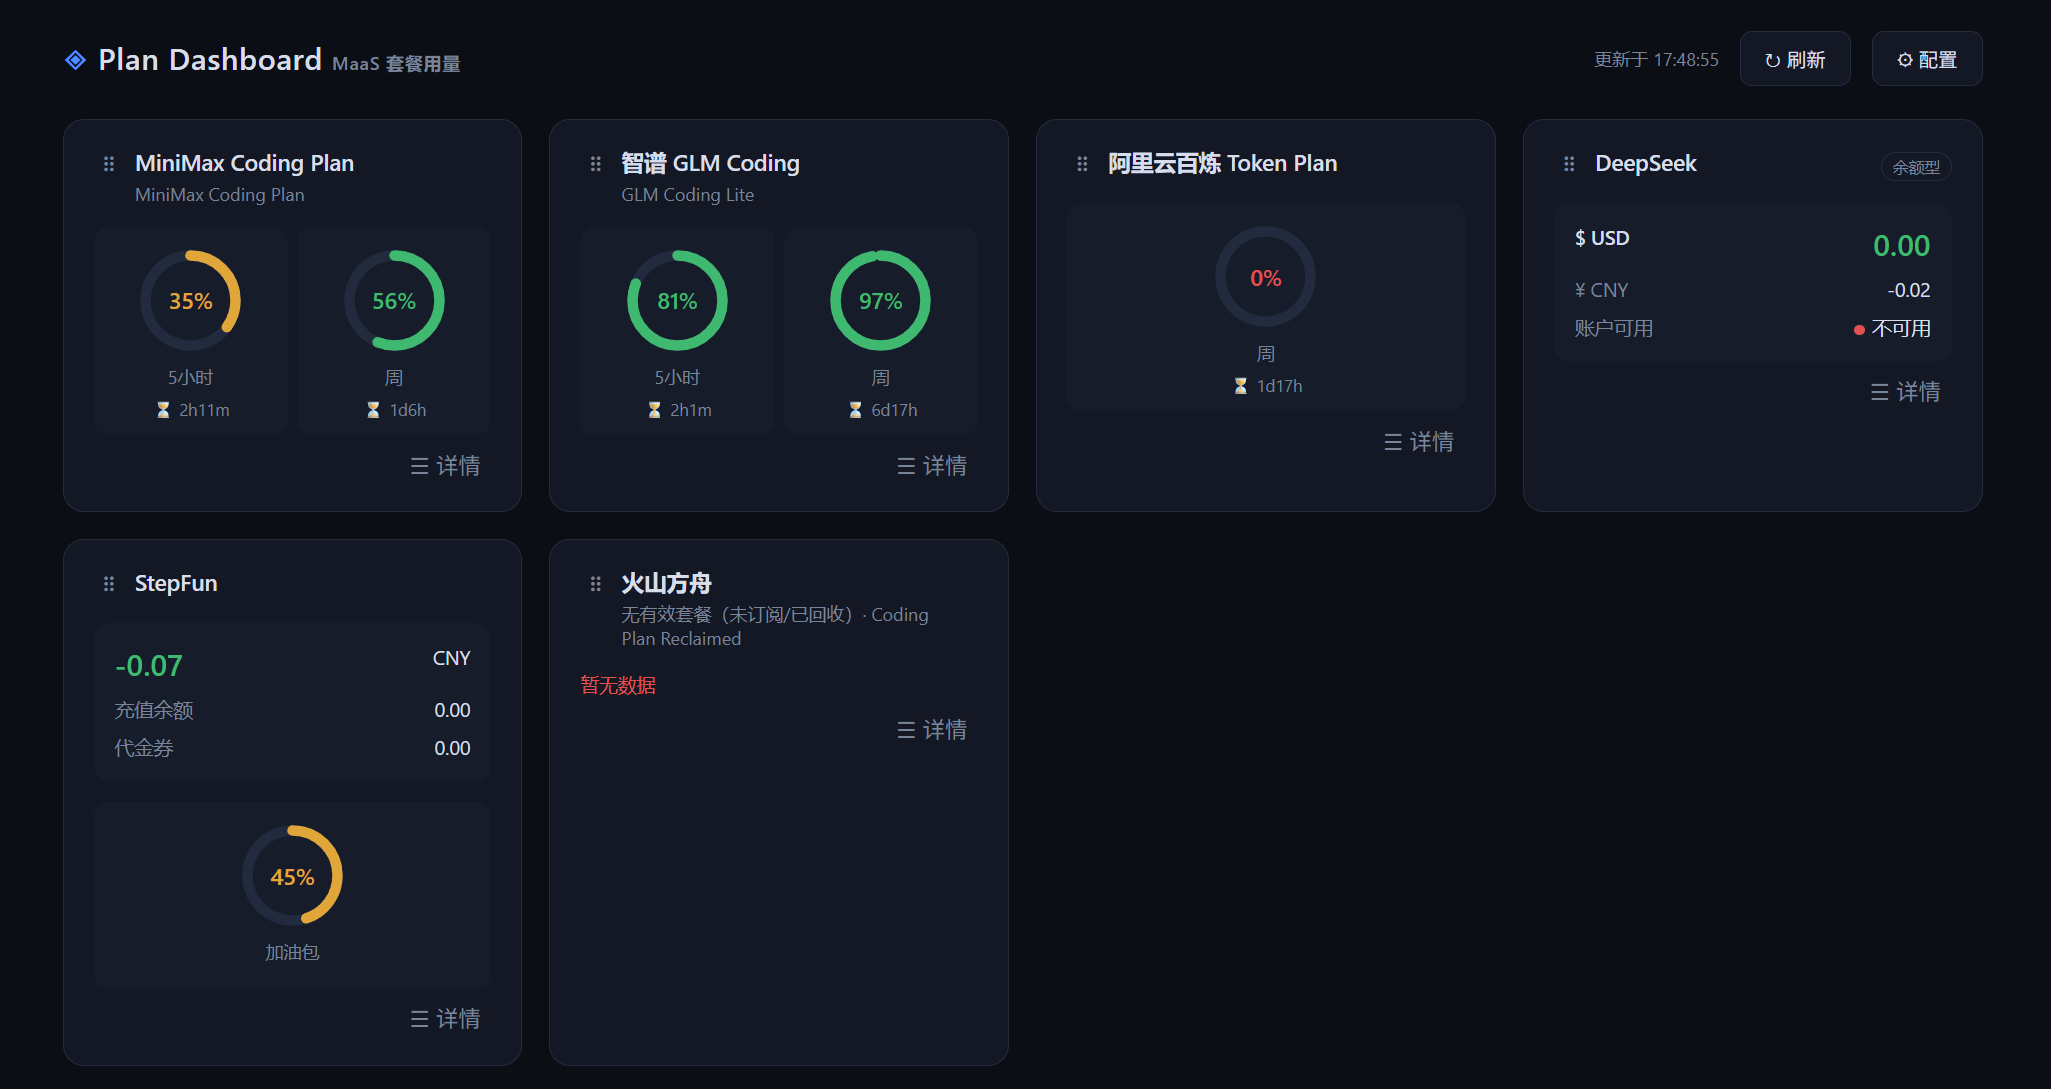 Plan Dashboard MaaS 套餐用量
更新于 17:48:55
刷新
配置
MiniMax Coding Plan
MiniMax Coding Plan
35%
5小时
2h11m
56%
周
1d6h
详情
智谱 GLM Coding
GLM Coding Lite
81%
5小时
2h1m
97%
周
6d17h
详情
阿里云百炼 Token Plan
0%
周
1d17h
详情
DeepSeek
余额型
$ USD 0.00
¥ CNY -0.02
账户可用 不可用
详情
StepFun
-0.07 CNY
充值余额 0.00
代金券 0.00
45%
加油包
详情
火山方舟
无有效套餐（未订阅/已回收）· Coding
Plan Reclaimed
暂无数据
详情